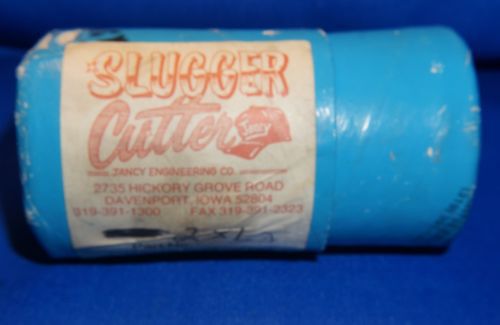 SLUGGER
Cutter
Jancy
JANCY ENGINEERING CO.
2735 HICKORY GROVE ROAD
DAVENPORT, IOWA 52804
319-391-1300 FAX 319-391-2323